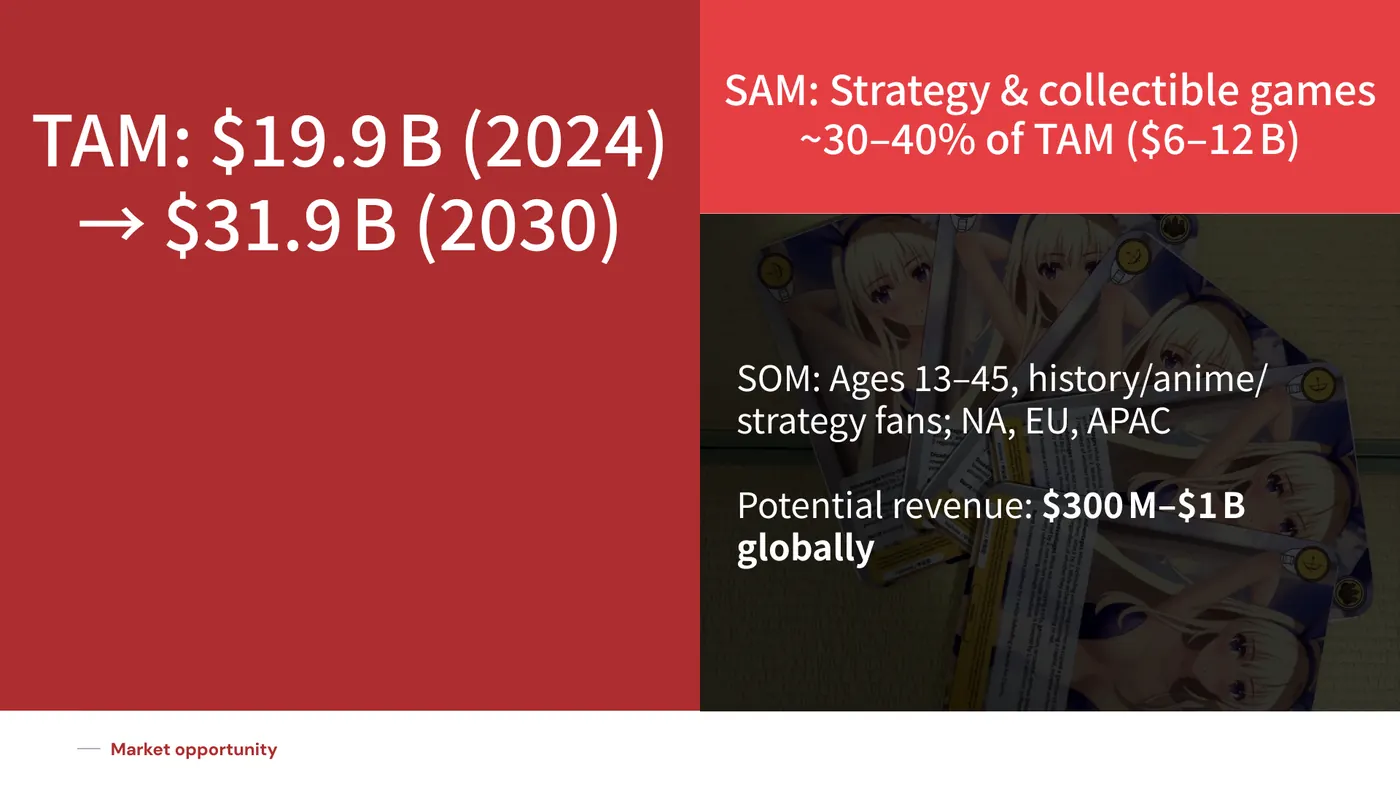 TAM: $19.9 B (2024)
→ $31.9 B (2030)
SAM: Strategy & collectible games
~30–40% of TAM ($6–12 B)
SOM: Ages 13–45, history/anime/
strategy fans; NA, EU, APAC
Potential revenue: $300 M–$1 B
globally
Market opportunity